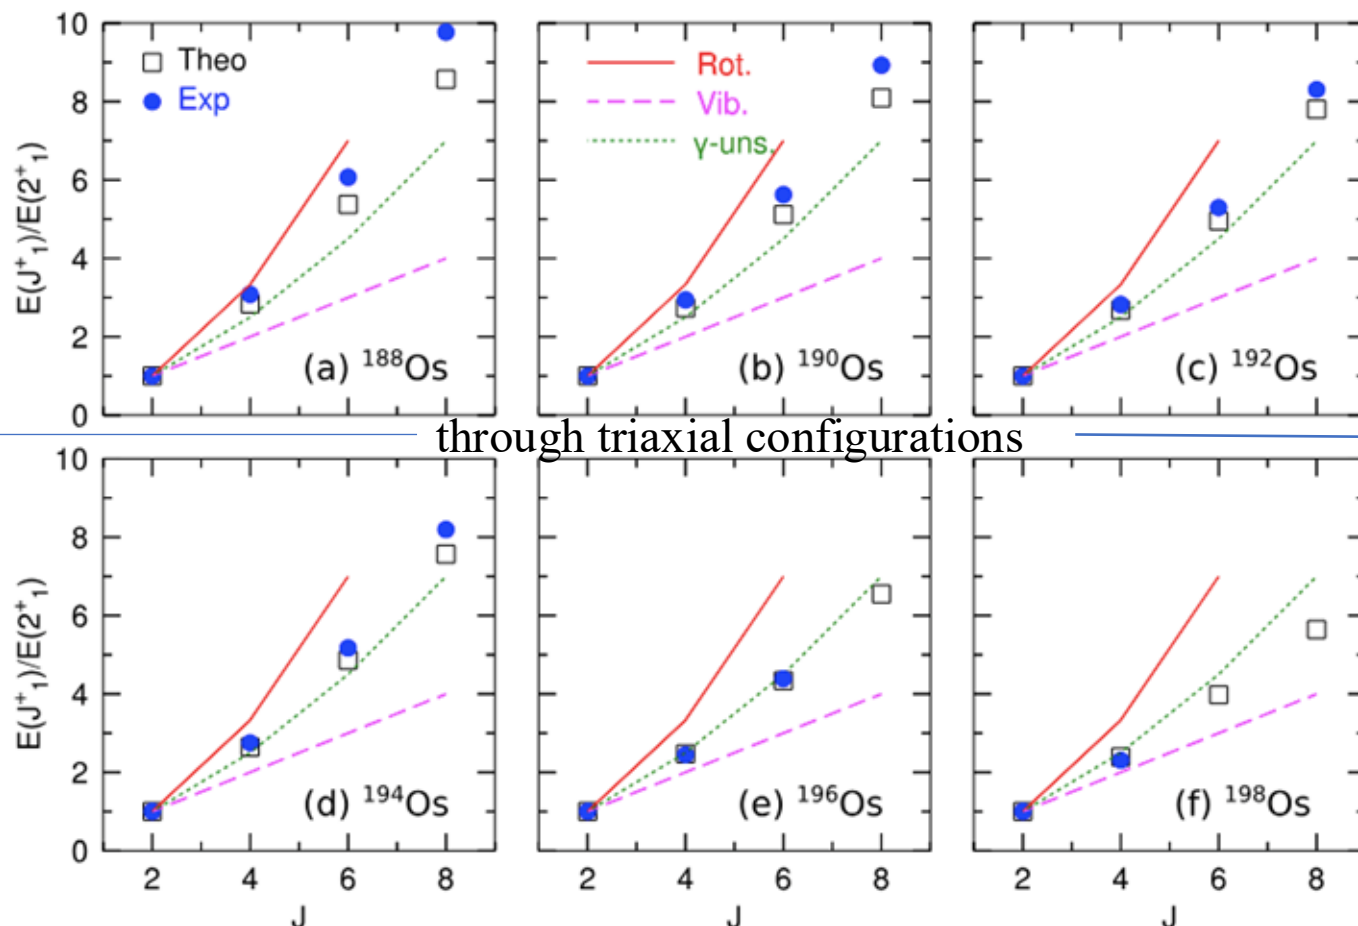 10
8
6
4
2
0
E(J⁺₁)/E(2⁺₁)
Theo
Exp
(a) ¹⁸⁸Os
Rot.
Vib.
γ-uns.
(b) ¹⁹⁰Os
(c) ¹⁹²Os
through triaxial configurations
10
8
6
4
2
0
E(J⁺₁)/E(2⁺₁)
(d) ¹⁹⁴Os
(e) ¹⁹⁶Os
(f) ¹⁹⁸Os
2 4 6 8
2 4 6 8
2 4 6 8
J
J
J